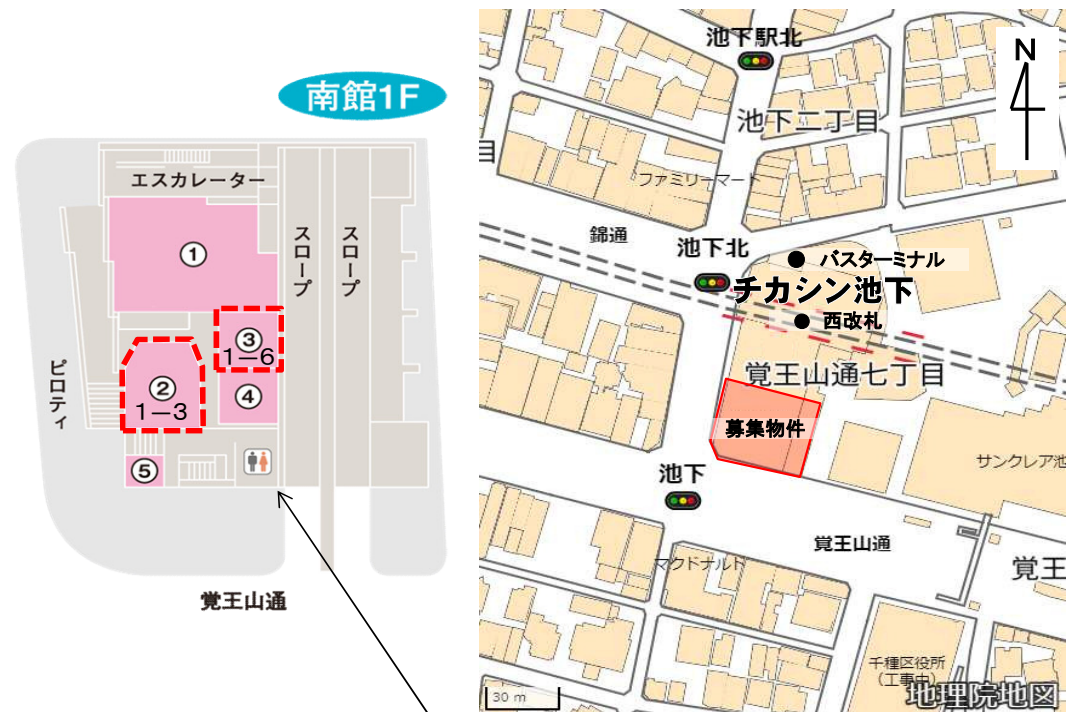 南館1F
エスカレーター
①
スロープ
スロープ
③
1－6
②
1－3
④
ピロティ
⑤
覚王山通
池下駅北
N
池下二丁目
目
ファミリーマート
錦通
池下北
バスターミナル
チカシン池下
西改札
覚王山通七丁目
募集物件
サンクレア池
池下
覚王山通
マクドナルド
覚王
千種区役所
（工事中）
30 m
地理院地図